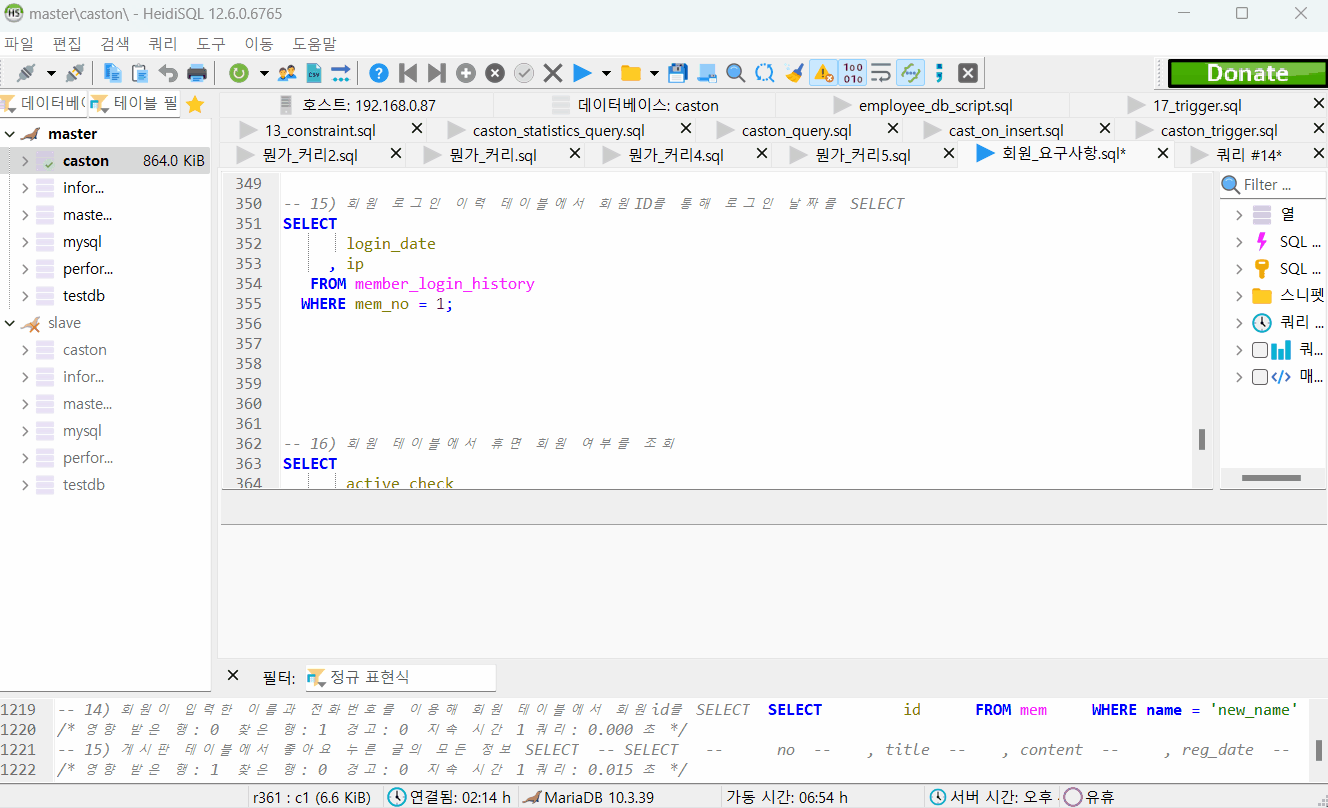 master\caston\ - HeidiSQL 12.6.0.6765
파일 편집 검색 쿼리 도구 이동 도움말
Donate
데이터베( 테이블 필
호스트: 192.168.0.87 데이터베이스: caston employee_db_script.sql 17_trigger.sql
13_constraint.sql caston_statistics_query.sql caston_query.sql cast_on_insert.sql caston_trigger.sql
뭔가_커리2.sql 뭔가_커리.sql 뭔가_커리4.sql 뭔가_커리5.sql 회원_요구사항.sql* 쿼리 #14*
master
caston 864.0 KiB
infor...
maste...
mysql
perfor...
testdb
slave
caston
infor...
maste...
mysql
perfor...
testdb
349
350 -- 15) 회원 로그인 이력 테이블에서 회원ID를 통해 로그인 날짜를 SELECT
351 SELECT
352 login_date
353 , ip
354 FROM member_login_history
355 WHERE mem_no = 1;
356
357
358
359
360
361
362 -- 16) 회원 테이블에서 휴면 회원 여부를 조회
363 SELECT
364 active_check
Filter ...
열
SQL ...
SQL ...
스니펫
쿼리 ...
쿼...
매...
필터: 정규 표현식
1219 -- 14) 회원이 입력한 이름과 전화번호를 이용해 회원 테이블에서 회원id를 SELECT SELECT id FROM mem WHERE name = 'new_name'
1220 /* 영향 받은 행: 0 찾은 행: 1 경고: 0 지속 시간 1 쿼리: 0.000 초 */
1221 -- 15) 게시판 테이블에서 좋아요 누른 글의 모든 정보 SELECT -- SELECT -- no -- , title -- , content -- , reg_date --
1222 /* 영향 받은 행: 1 찾은 행: 0 경고: 0 지속 시간 1 쿼리: 0.015 초 */
r361 : c1 (6.6 KiB) 연결됨: 02:14 h MariaDB 10.3.39 가동 시간: 06:54 h 서버 시간: 오후 유휴